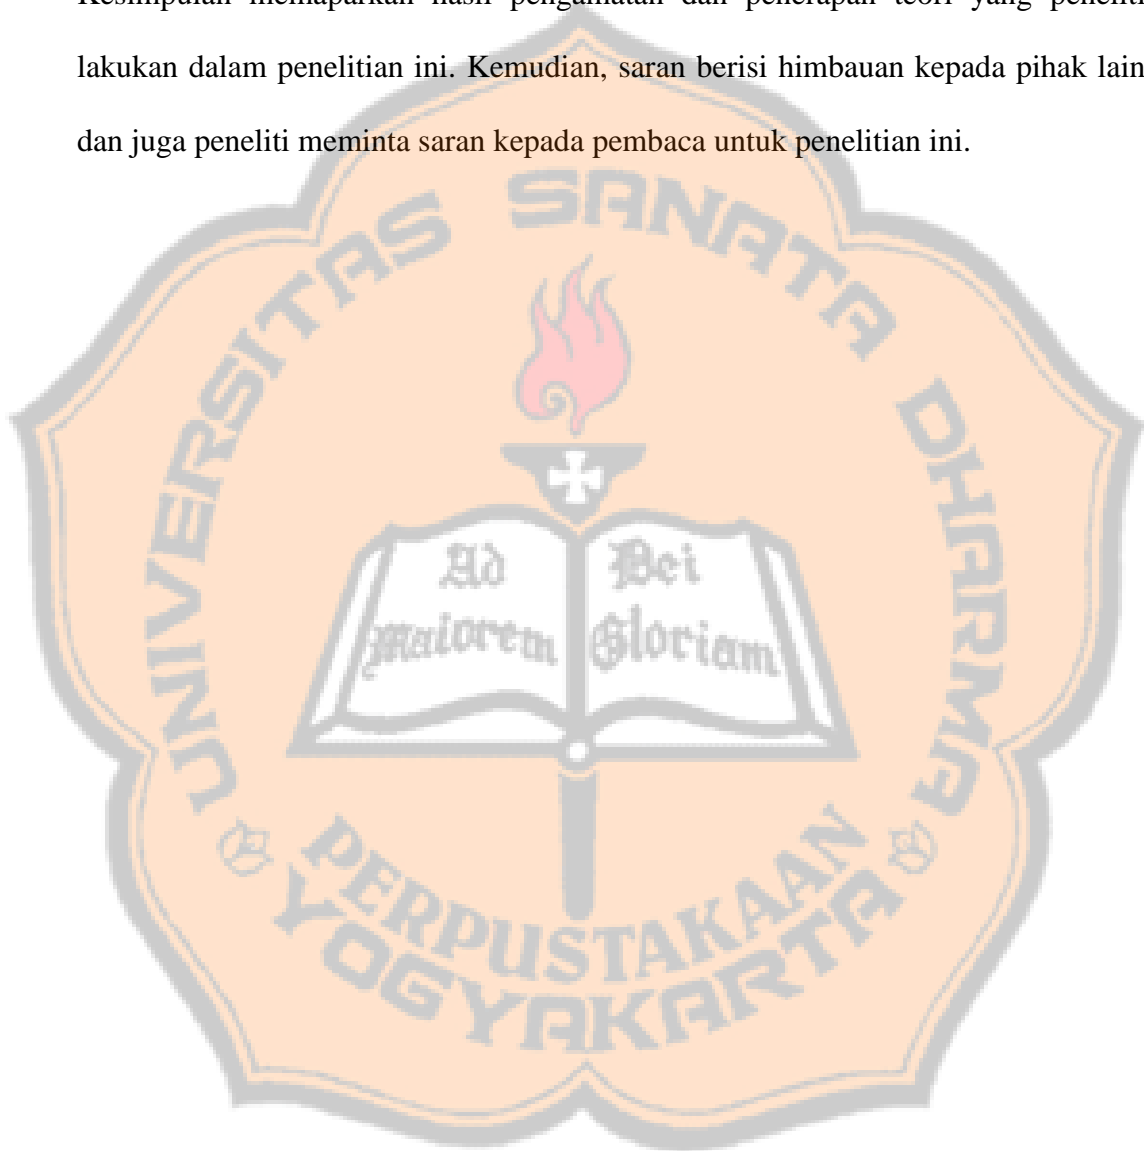 Kesimpulan memaparkan hasil pengamatan dan penerapan teori yang peneliti
lakukan dalam penelitian ini. Kemudian, saran berisi himbauan kepada pihak lain
dan juga peneliti meminta saran kepada pembaca untuk penelitian ini.
UNIVERSITAS SANATA DHARMA
Ad Dei
Maiorem Gloriam
PERPUSTAKAAN
YOGYAKARTA